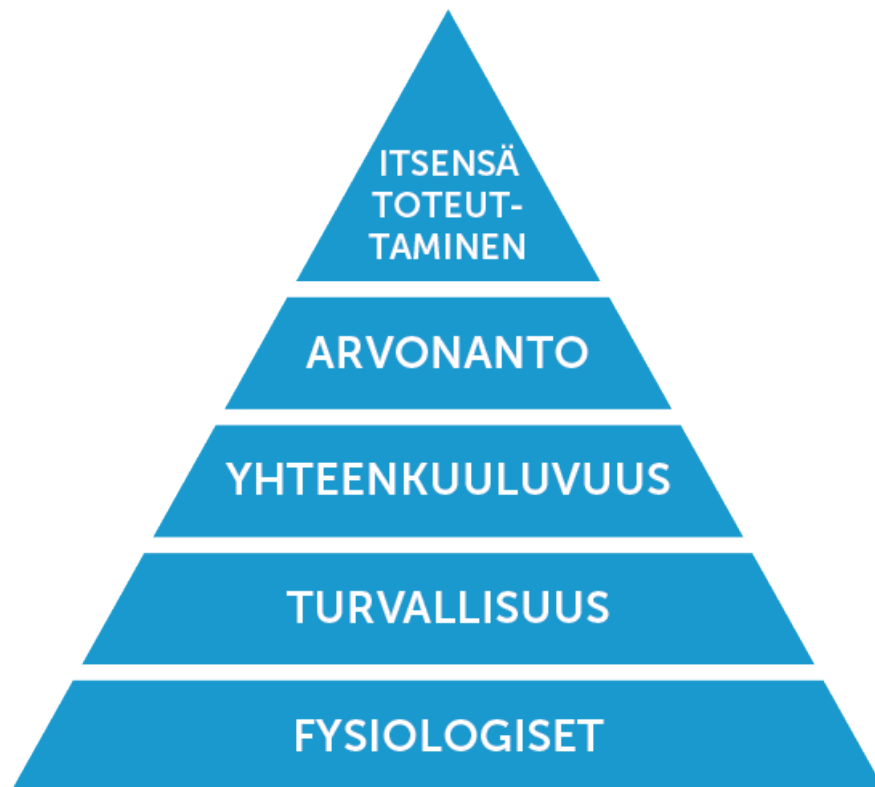 ITSENSÄ
TOTEUT-
TAMINEN
ARVONANTO
YHTEENKUULUVUUS
TURVALLISUUS
FYSIOLOGISET